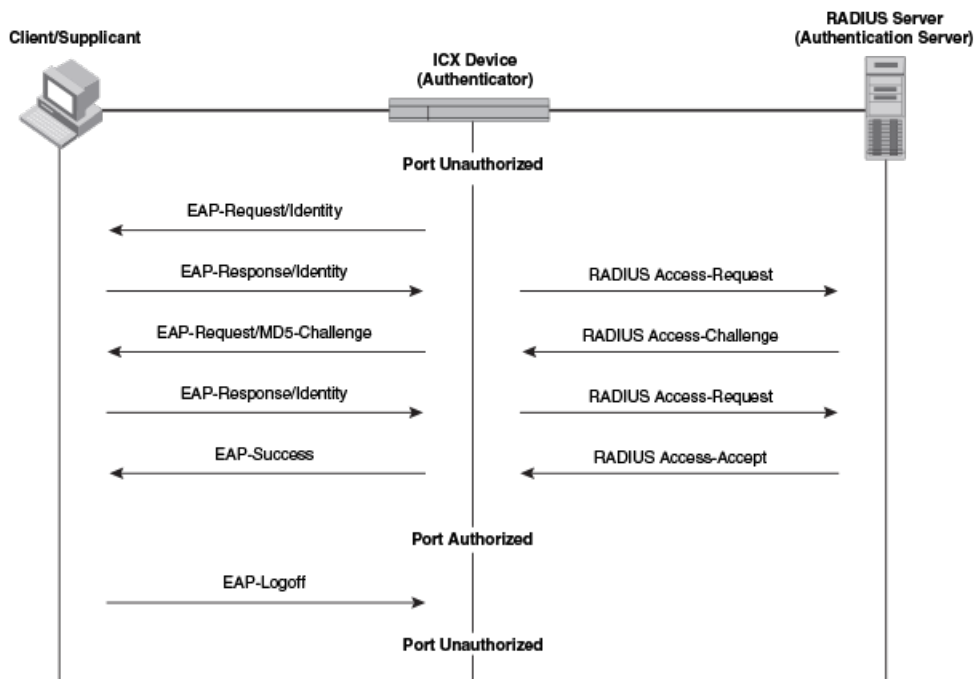 Client/Supplicant
ICX Device
(Authenticator)
RADIUS Server
(Authentication Server)
Port Unauthorized
EAP-Request/Identity
EAP-Response/Identity
RADIUS Access-Request
EAP-Request/MD5-Challenge
RADIUS Access-Challenge
EAP-Response/Identity
RADIUS Access-Request
EAP-Success
RADIUS Access-Accept
Port Authorized
EAP-Logoff
Port Unauthorized